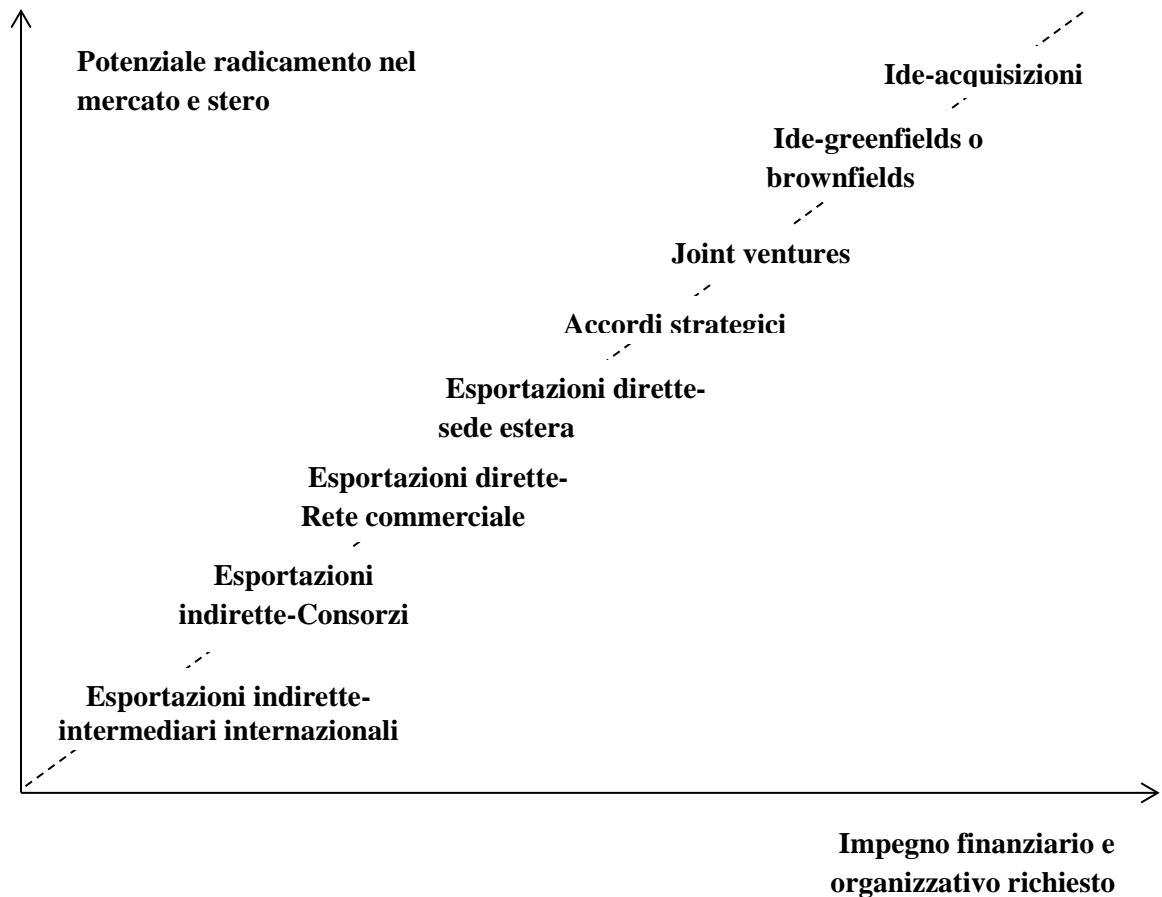 Potenziale radicamento nel
mercato e stero
Ide-acquisizioni
Ide-greenfields o
brownfields
Joint ventures
Accordi strategici
Esportazioni dirette-
sede estera
Esportazioni dirette-
Rete commerciale
Esportazioni
indirette-Consorzi
Esportazioni indirette-
intermediari internazionali
Impegno finanziario e
organizzativo richiesto